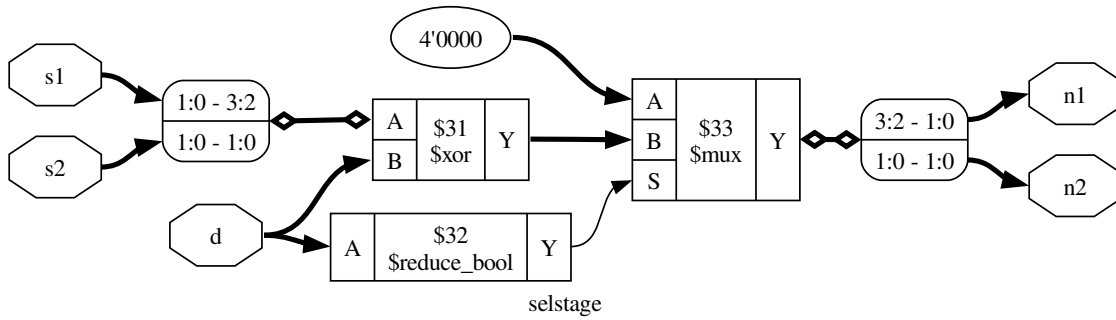 s1
s2
1:0 - 3:2
1:0 - 1:0
d
4'0000
A
B
$31
$xor
Y
A
$32
$reduce_bool
Y
A
B
S
$33
$mux
Y
3:2 - 1:0
1:0 - 1:0
n1
n2
selstage